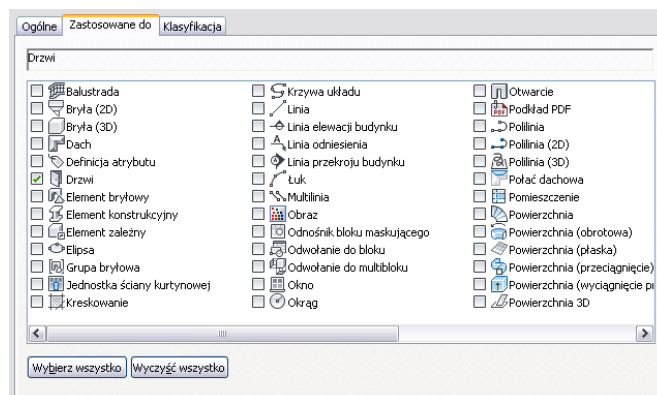 Ogólne Zastosowane do Klasyfikacja
Drzwi
Balustrada
Bryła (2D)
Bryła (3D)
Dach
Definicja atrybutu
Drzwi
Element bryłowy
Element konstrukcyjny
Element zależny
Elipsa
Grupa bryłowa
Jednostka ściany kurtynowej
Kreskowanie
Krzywa układu
Linia
Linia elewacji budynku
Linia odniesienia
Linia przekroju budynku
Łuk
Multilinia
Obraz
Odnośnik bloku maskującego
Odwołanie do bloku
Odwołanie do multibloku
Okno
Okrąg
Otwarcie
Podkład PDF
Polilinia
Polilinia (2D)
Polilinia (3D)
Połać dachowa
Pomieszczenie
Powierzchnia
Powierzchnia (obrotowa)
Powierzchnia (płaska)
Powierzchnia (przeciągnięcie)
Powierzchnia (wyciągnięcie
Powierzchnia 3D
Wybierz wszystko Wyczyść wszystko